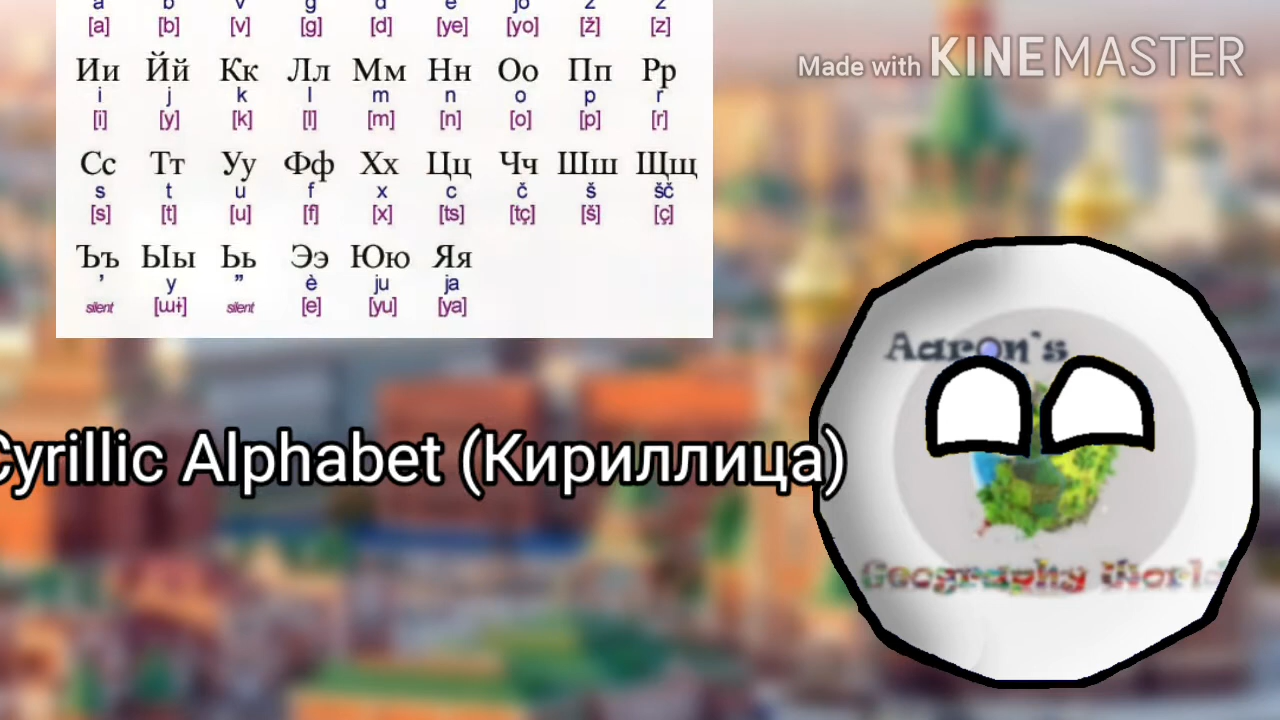 a b v g d e jo ž z
[a] [b] [v] [g] [d] [ye] [yo] [ž] [z]
Made with KINEMASTER
Ии Йй Кк Лл Мм Нн Оо Пп Рр
i j k l m n o p r
[i] [y] [k] [l] [m] [n] [o] [p] [r]
Сс Тт Уу Фф Хх Цц Чч Шш Щщ
s t u f x c č š šč
[s] [t] [u] [f] [x] [ts] [tç] [š] [ç]
Ъъ Ыы Ьь Ээ Юю Яя
’ y ” è ju ja
silent [ɯɨ] silent [e] [yu] [ya]
Aaron's
Cyrillic Alphabet (Кириллица)
Geography World